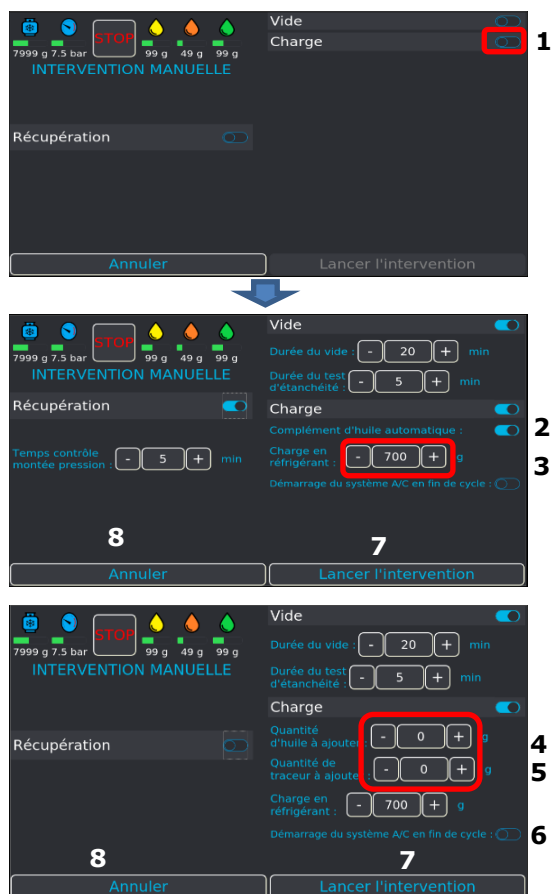 Vide
STOP
Charge
1
7999 g 7.5 bar 99 g 49 g 99 g
INTERVENTION MANUELLE
Récupération
Annuler
Lancer l'intervention
Vide
STOP
Durée du vide : - 20 + min
7999 g 7.5 bar 99 g 49 g 99 g
INTERVENTION MANUELLE
Durée du test
d'étanchéité : - 5 + min
Récupération
Charge
Complément d'huile automatique :
2
Temps contrôle
montée pression : - 5 + min
Charge en
réfrigérant : - 700 + g
3
Démarrage du système A/C en fin de cycle :
8
7
Annuler
Lancer l'intervention
Vide
STOP
Durée du vide : - 20 + min
7999 g 7.5 bar 99 g 49 g 99 g
INTERVENTION MANUELLE
Durée du test
d'étanchéité : - 5 + min
Charge
Récupération
Quantité
d'huile à ajouter : - 0 + g
4
Quantité de
traceur à ajouter : - 0 + g
5
Charge en
réfrigérant : - 700 + g
Démarrage du système A/C en fin de cycle :
6
8
7
Annuler
Lancer l'intervention